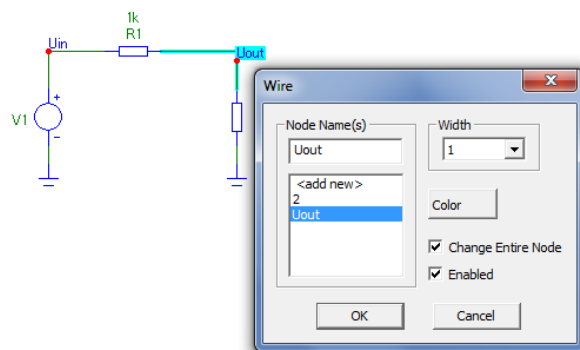 1k
R1
Uin
Uout
V1
+
-
Wire
Node Name(s)
Uout
<add new>
2
Uout
Width
1
Color
Change Entire Node
Enabled
OK
Cancel